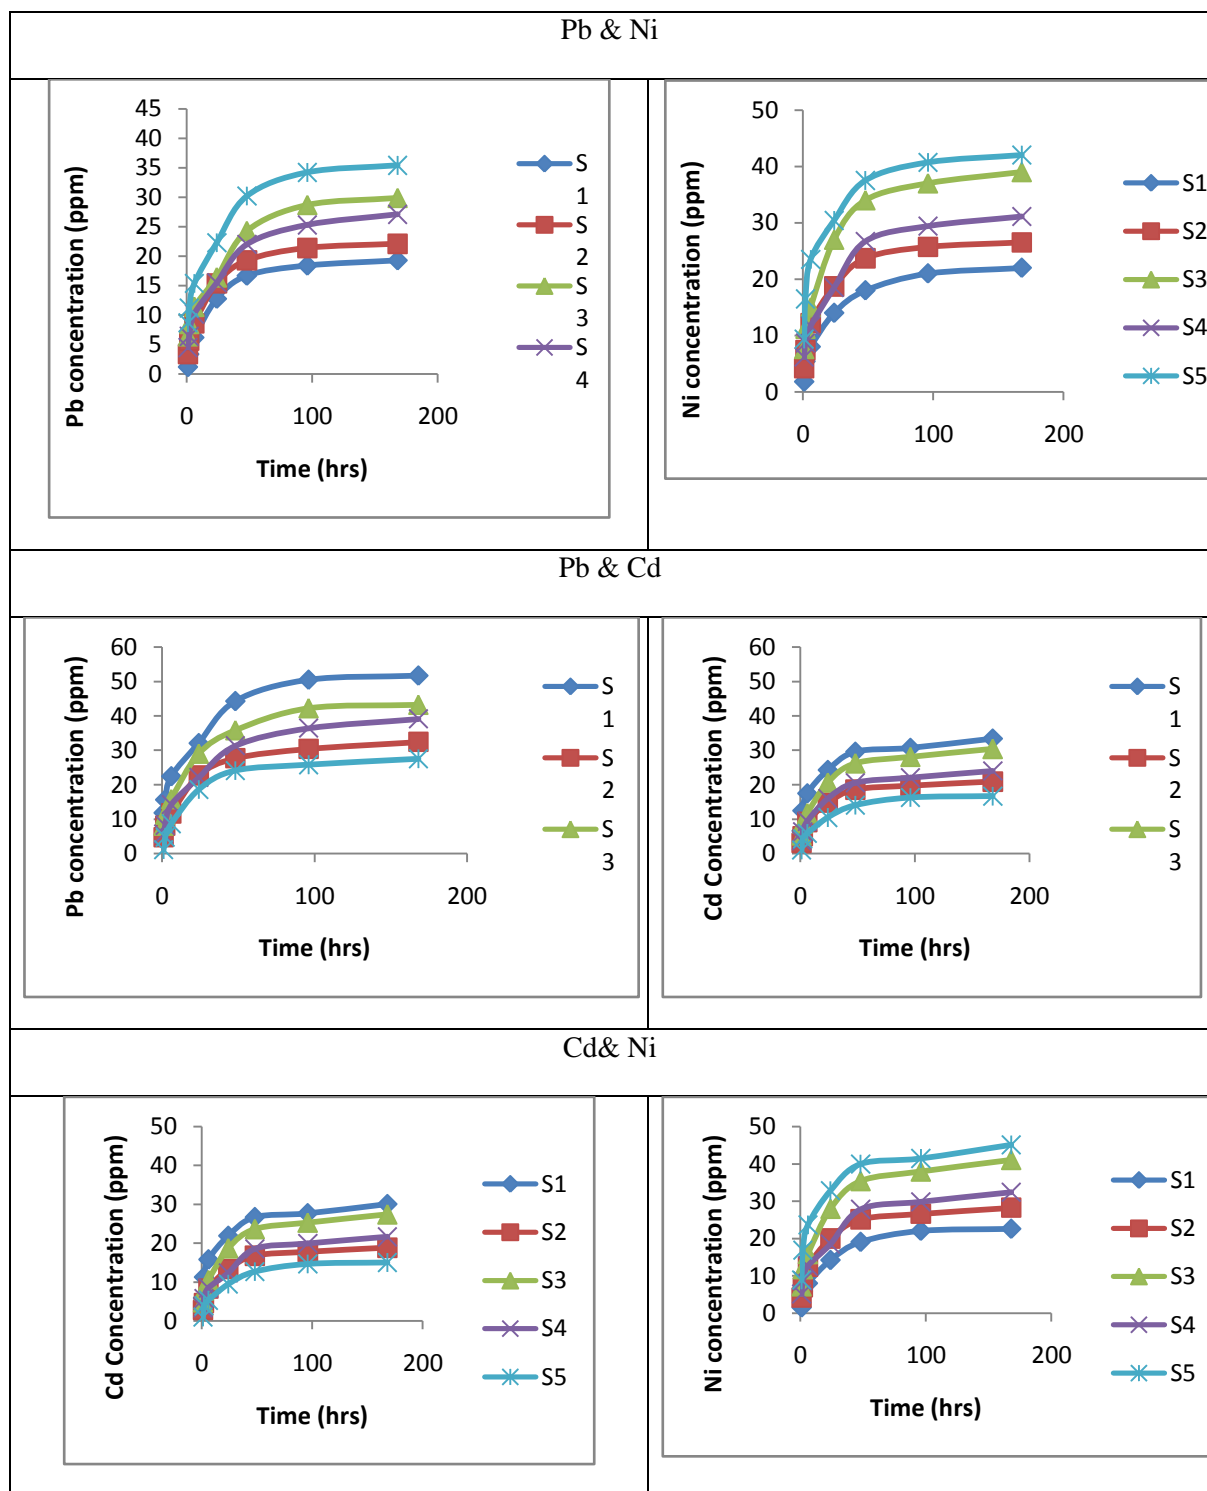 Pb & Ni
45
40
35
30
25
20
15
10
5
0
Pb concentration (ppm)
0
100
200
Time (hrs)
S
1
S
2
S
3
S
4
50
40
30
20
10
0
Ni concentration (ppm)
0
100
200
S1
S2
S3
S4
S5
Pb & Cd
60
50
40
30
20
10
0
Pb concentration (ppm)
0
100
200
Time (hrs)
S
1
S
2
S
3
60
50
40
30
20
10
0
Cd Concentration (ppm)
0
100
200
Time (hrs)
S
1
S
2
S
3
Cd& Ni
50
40
30
20
10
0
Cd Concentration (ppm)
0
100
200
Time (hrs)
S1
S2
S3
S4
S5
50
40
30
20
10
0
Ni concentration (ppm)
0
100
200
Time (hrs)
S1
S2
S3
S4
S5